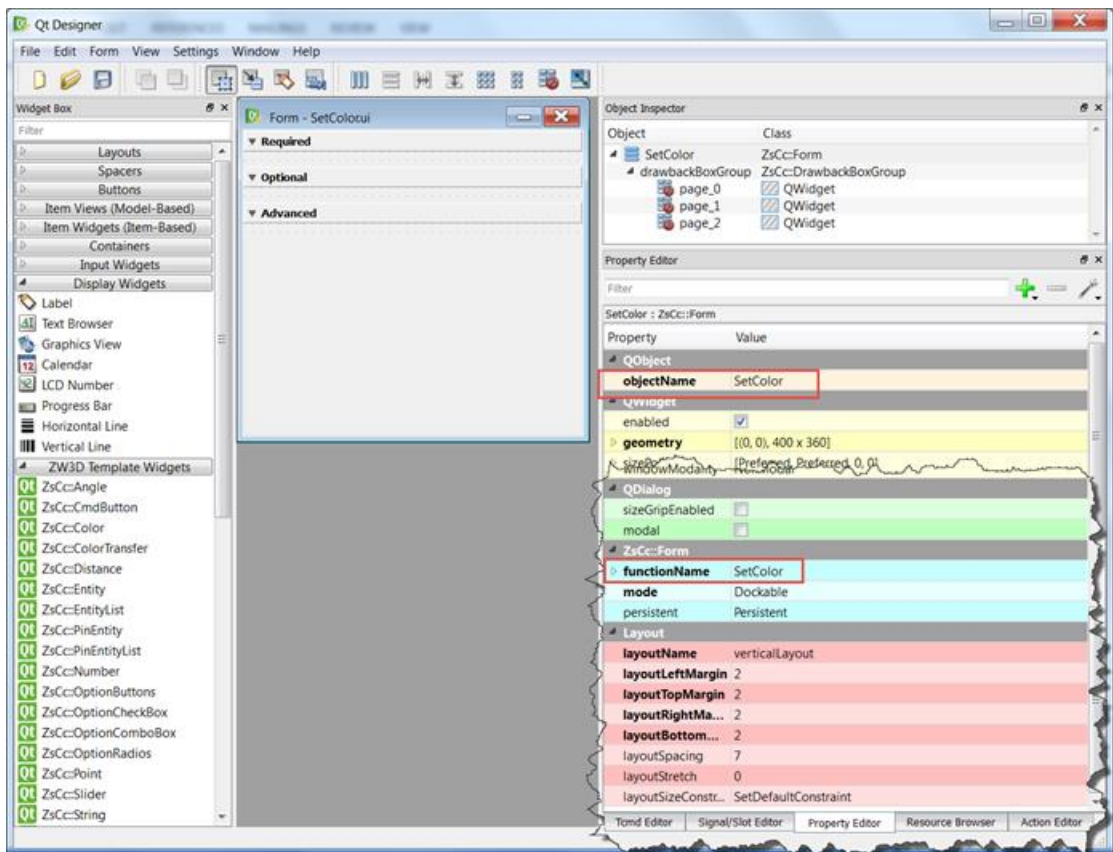 Qt Designer
File Edit Form View Settings Window Help
Widget Box
Filter
Layouts
Spacers
Buttons
Item Views (Model-Based)
Item Widgets (Item-Based)
Containers
Input Widgets
Display Widgets
Label
Text Browser
Graphics View
Calendar
LCD Number
Progress Bar
Horizontal Line
Vertical Line
ZW3D Template Widgets
ZsCc::Angle
ZsCc::CmdButton
ZsCc::Color
ZsCc::ColorTransfer
ZsCc::Distance
ZsCc::Entity
ZsCc::EntityList
ZsCc::PinEntity
ZsCc::PinEntityList
ZsCc::Number
ZsCc::OptionButtons
ZsCc::OptionCheckBox
ZsCc::OptionComboBox
ZsCc::OptionRadios
ZsCc::Point
ZsCc::Slider
ZsCc::String
Form - SetColor.ui
Required
Optional
Advanced
Object Inspector
Object Class
SetColor ZsCc::Form
drawbackBoxGroup ZsCc::DrawbackBoxGroup
page_0 QWidget
page_1 QWidget
page_2 QWidget
Property Editor
Filter
SetColor : ZsCc::Form
Property Value
QObject
objectName SetColor
QWidget
enabled
geometry [(0, 0), 400 x 360]
[Preferred, Preferred, 0, 0]
windowModality
QDialog
sizeGripEnabled
modal
ZsCc::Form
functionName SetColor
mode Dockable
persistent Persistent
Layout
layoutName verticalLayout
layoutLeftMargin 2
layoutTopMargin 2
layoutRightMa... 2
layoutBottom... 2
layoutSpacing 7
layoutStretch 0
layoutSizeConstr... SetDefaultConstraint
Tcmd Editor Signal/Slot Editor Property Editor Resource Browser Action Editor